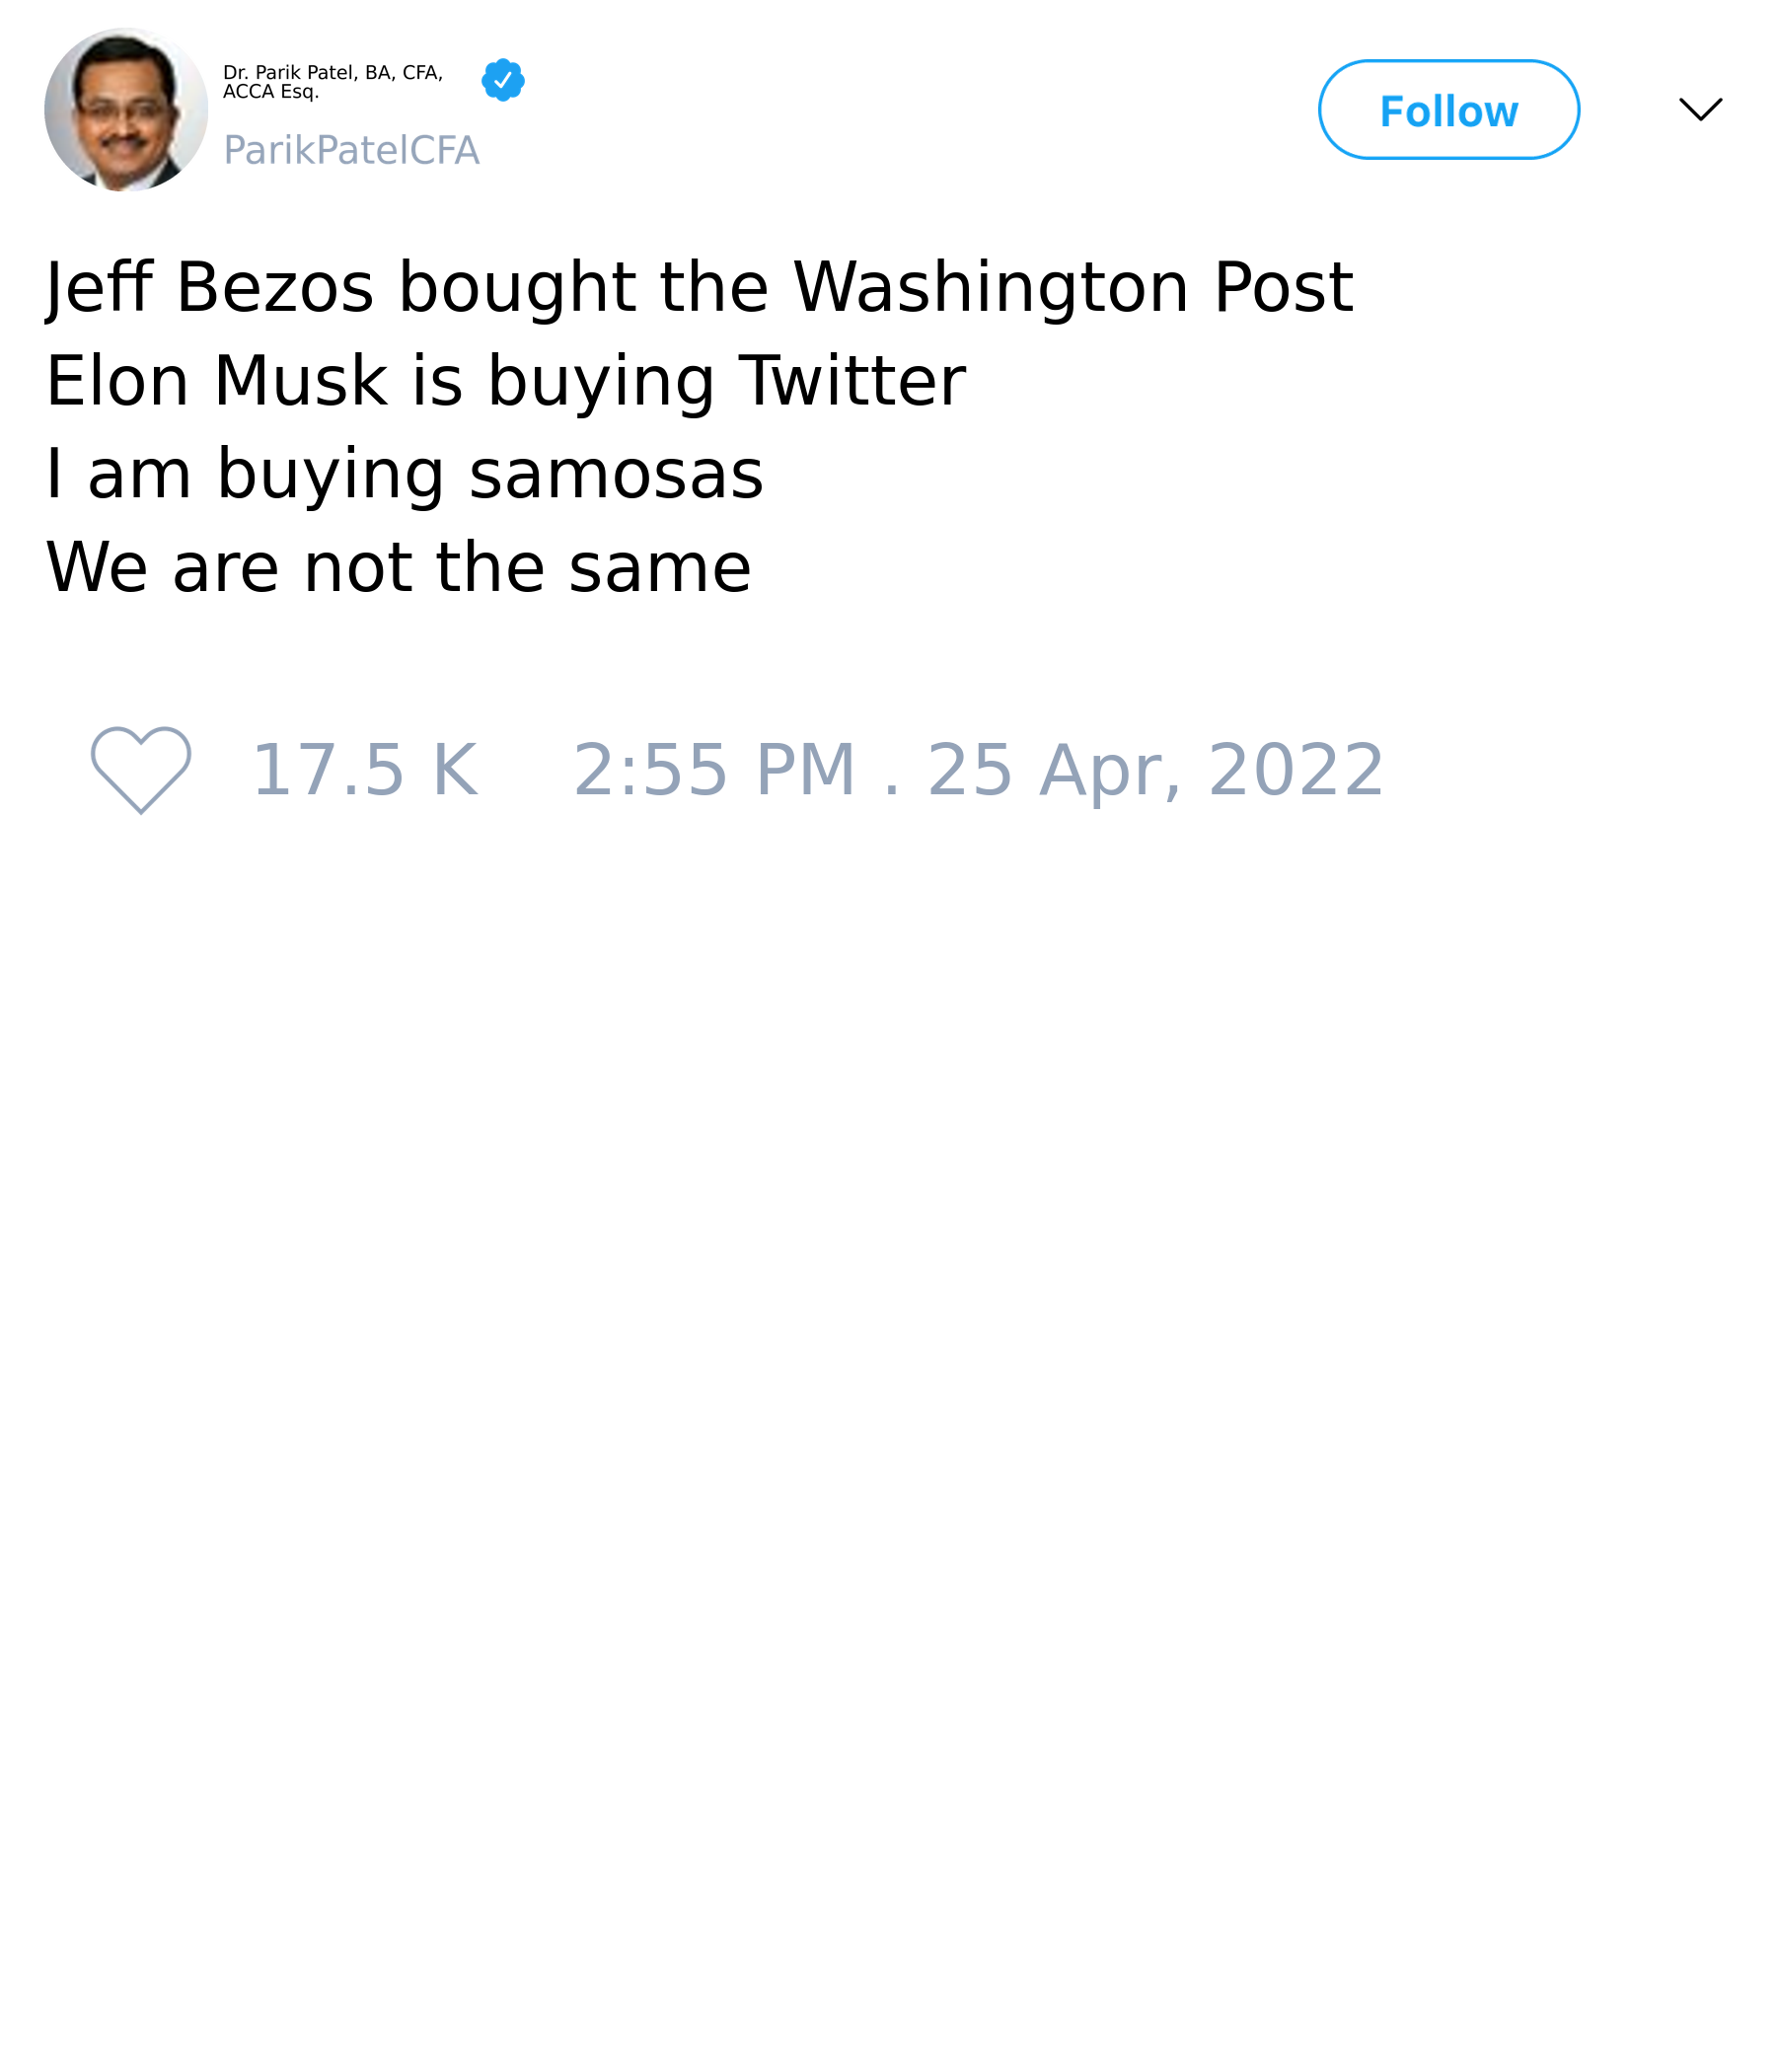 Dr. Parik Patel, BA, CFA,
ACCA Esq.
ParikPatelCFA
Follow
Jeff Bezos bought the Washington Post
Elon Musk is buying Twitter
I am buying samosas
We are not the same
17.5 K 2:55 PM . 25 Apr, 2022